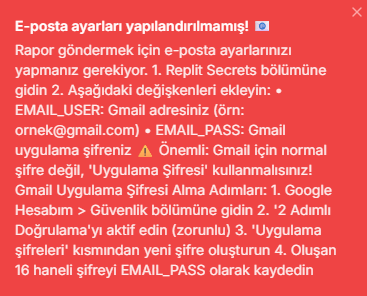 E-posta ayarları yapılandırılmamış! 📧
Rapor göndermek için e-posta ayarlarınızı
yapmanız gerekiyor. 1. Replit Secrets bölümüne
gidin 2. Aşağıdaki değişkenleri ekleyin: •
EMAIL_USER: Gmail adresiniz (örn:
ornek@gmail.com) • EMAIL_PASS: Gmail
uygulama şifreniz ⚠️ Önemli: Gmail için normal
şifre değil, 'Uygulama Şifresi' kullanmalısınız!
Gmail Uygulama Şifresi Alma Adımları: 1. Google
Hesabım > Güvenlik bölümüne gidin 2. '2 Adımlı
Doğrulama'yı aktif edin (zorunlu) 3. 'Uygulama
şifreleri' kısmından yeni şifre oluşturun 4. Oluşan
16 haneli şifreyi EMAIL_PASS olarak kaydedin